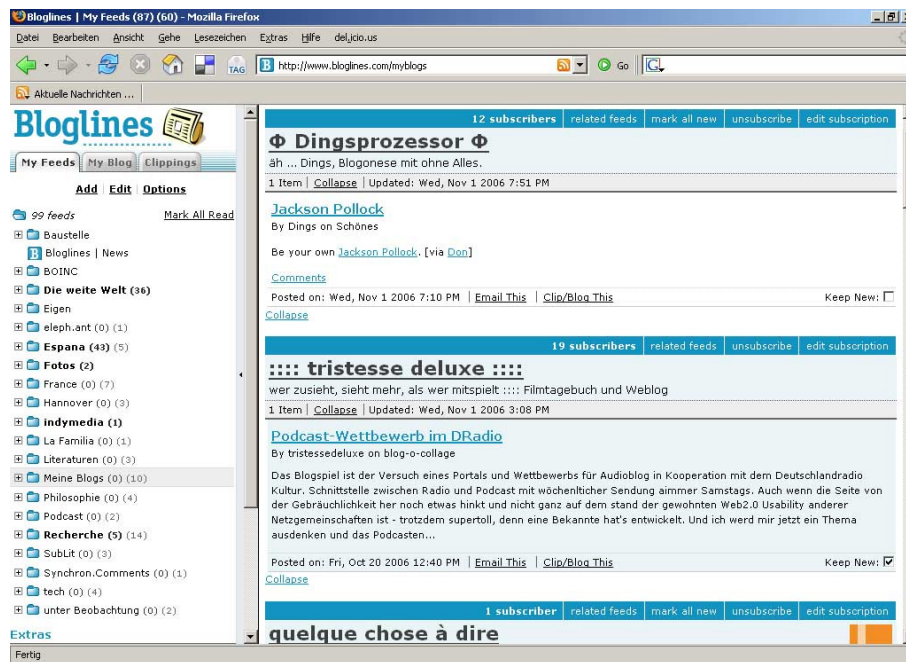 Bloglines | My Feeds (87) (60) - Mozilla Firefox
Datei Bearbeiten Ansicht Gehe Lesezeichen Extras Hilfe del.icio.us
TAG http://www.bloglines.com/myblogs Go
Aktuelle Nachrichten ...
Bloglines
My Feeds My Blog Clippings
Add | Edit | Options
99 feeds Mark All Read
Baustelle
Bloglines | News
BOINC
Die weite Welt (36)
Eigen
eleph.ant (0) (1)
Espana (43) (5)
Fotos (2)
France (0) (7)
Hannover (0) (3)
indymedia (1)
La Familia (0) (1)
Literaturen (0) (3)
Meine Blogs (0) (10)
Philosophie (0) (4)
Podcast (0) (2)
Recherche (5) (14)
SubLit (0) (3)
Synchron.Comments (0) (1)
tech (0) (4)
unter Beobachtung (0) (2)
Extras
12 subscribers | related feeds | mark all new | unsubscribe | edit subscription
Φ Dingsprozessor Φ
äh ... Dings, Blogonese mit ohne Alles.
1 Item | Collapse | Updated: Wed, Nov 1 2006 7:51 PM
Jackson Pollock
By Dings on Schönes
Be your own Jackson Pollock. [via Don]
Comments
Posted on: Wed, Nov 1 2006 7:10 PM | Email This | Clip/Blog This Keep New:
Collapse
19 subscribers | related feeds | unsubscribe | edit subscription
:::: tristesse deluxe ::::
wer zusieht, sieht mehr, als wer mitspielt :::: Filmtagebuch und Weblog
1 Item | Collapse | Updated: Wed, Nov 1 2006 3:08 PM
Podcast-Wettbewerb im DRadio
By tristessedeluxe on blog-o-collage
Das Blogspiel ist der Versuch eines Portals und Wettbewerbs für Audioblog in Kooperation mit dem Deutschlandradio
Kultur. Schnittstelle zwischen Radio und Podcast mit wöchenlticher Sendung aimmer Samstags. Auch wenn die Seite von
der Gebräuchlichkeit her noch etwas hinkt und nicht ganz auf dem stand der gewohnten Web2.0 Usability anderer
Netzgemeinschaften ist - trotzdem supertoll, denn eine Bekannte hat's entwickelt. Und ich werd mir jetzt ein Thema
ausdenken und das Podcasten...
Posted on: Fri, Oct 20 2006 12:40 PM | Email This | Clip/Blog This Keep New:
Collapse
1 subscriber | related feeds | mark all new | unsubscribe | edit subscription
quelque chose à dire
Fertig